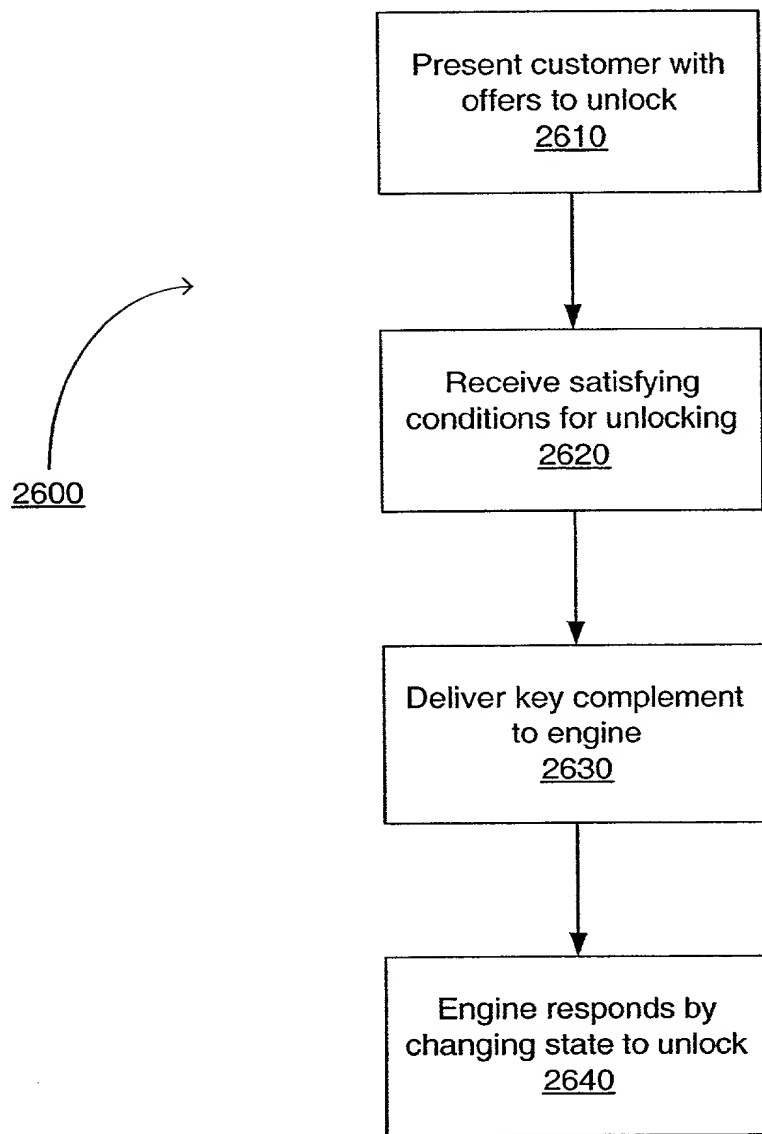 Present customer with
offers to unlock
2610
Receive satisfying
conditions for unlocking
2620
2600
Deliver key complement
to engine
2630
Engine responds by
changing state to unlock
2640